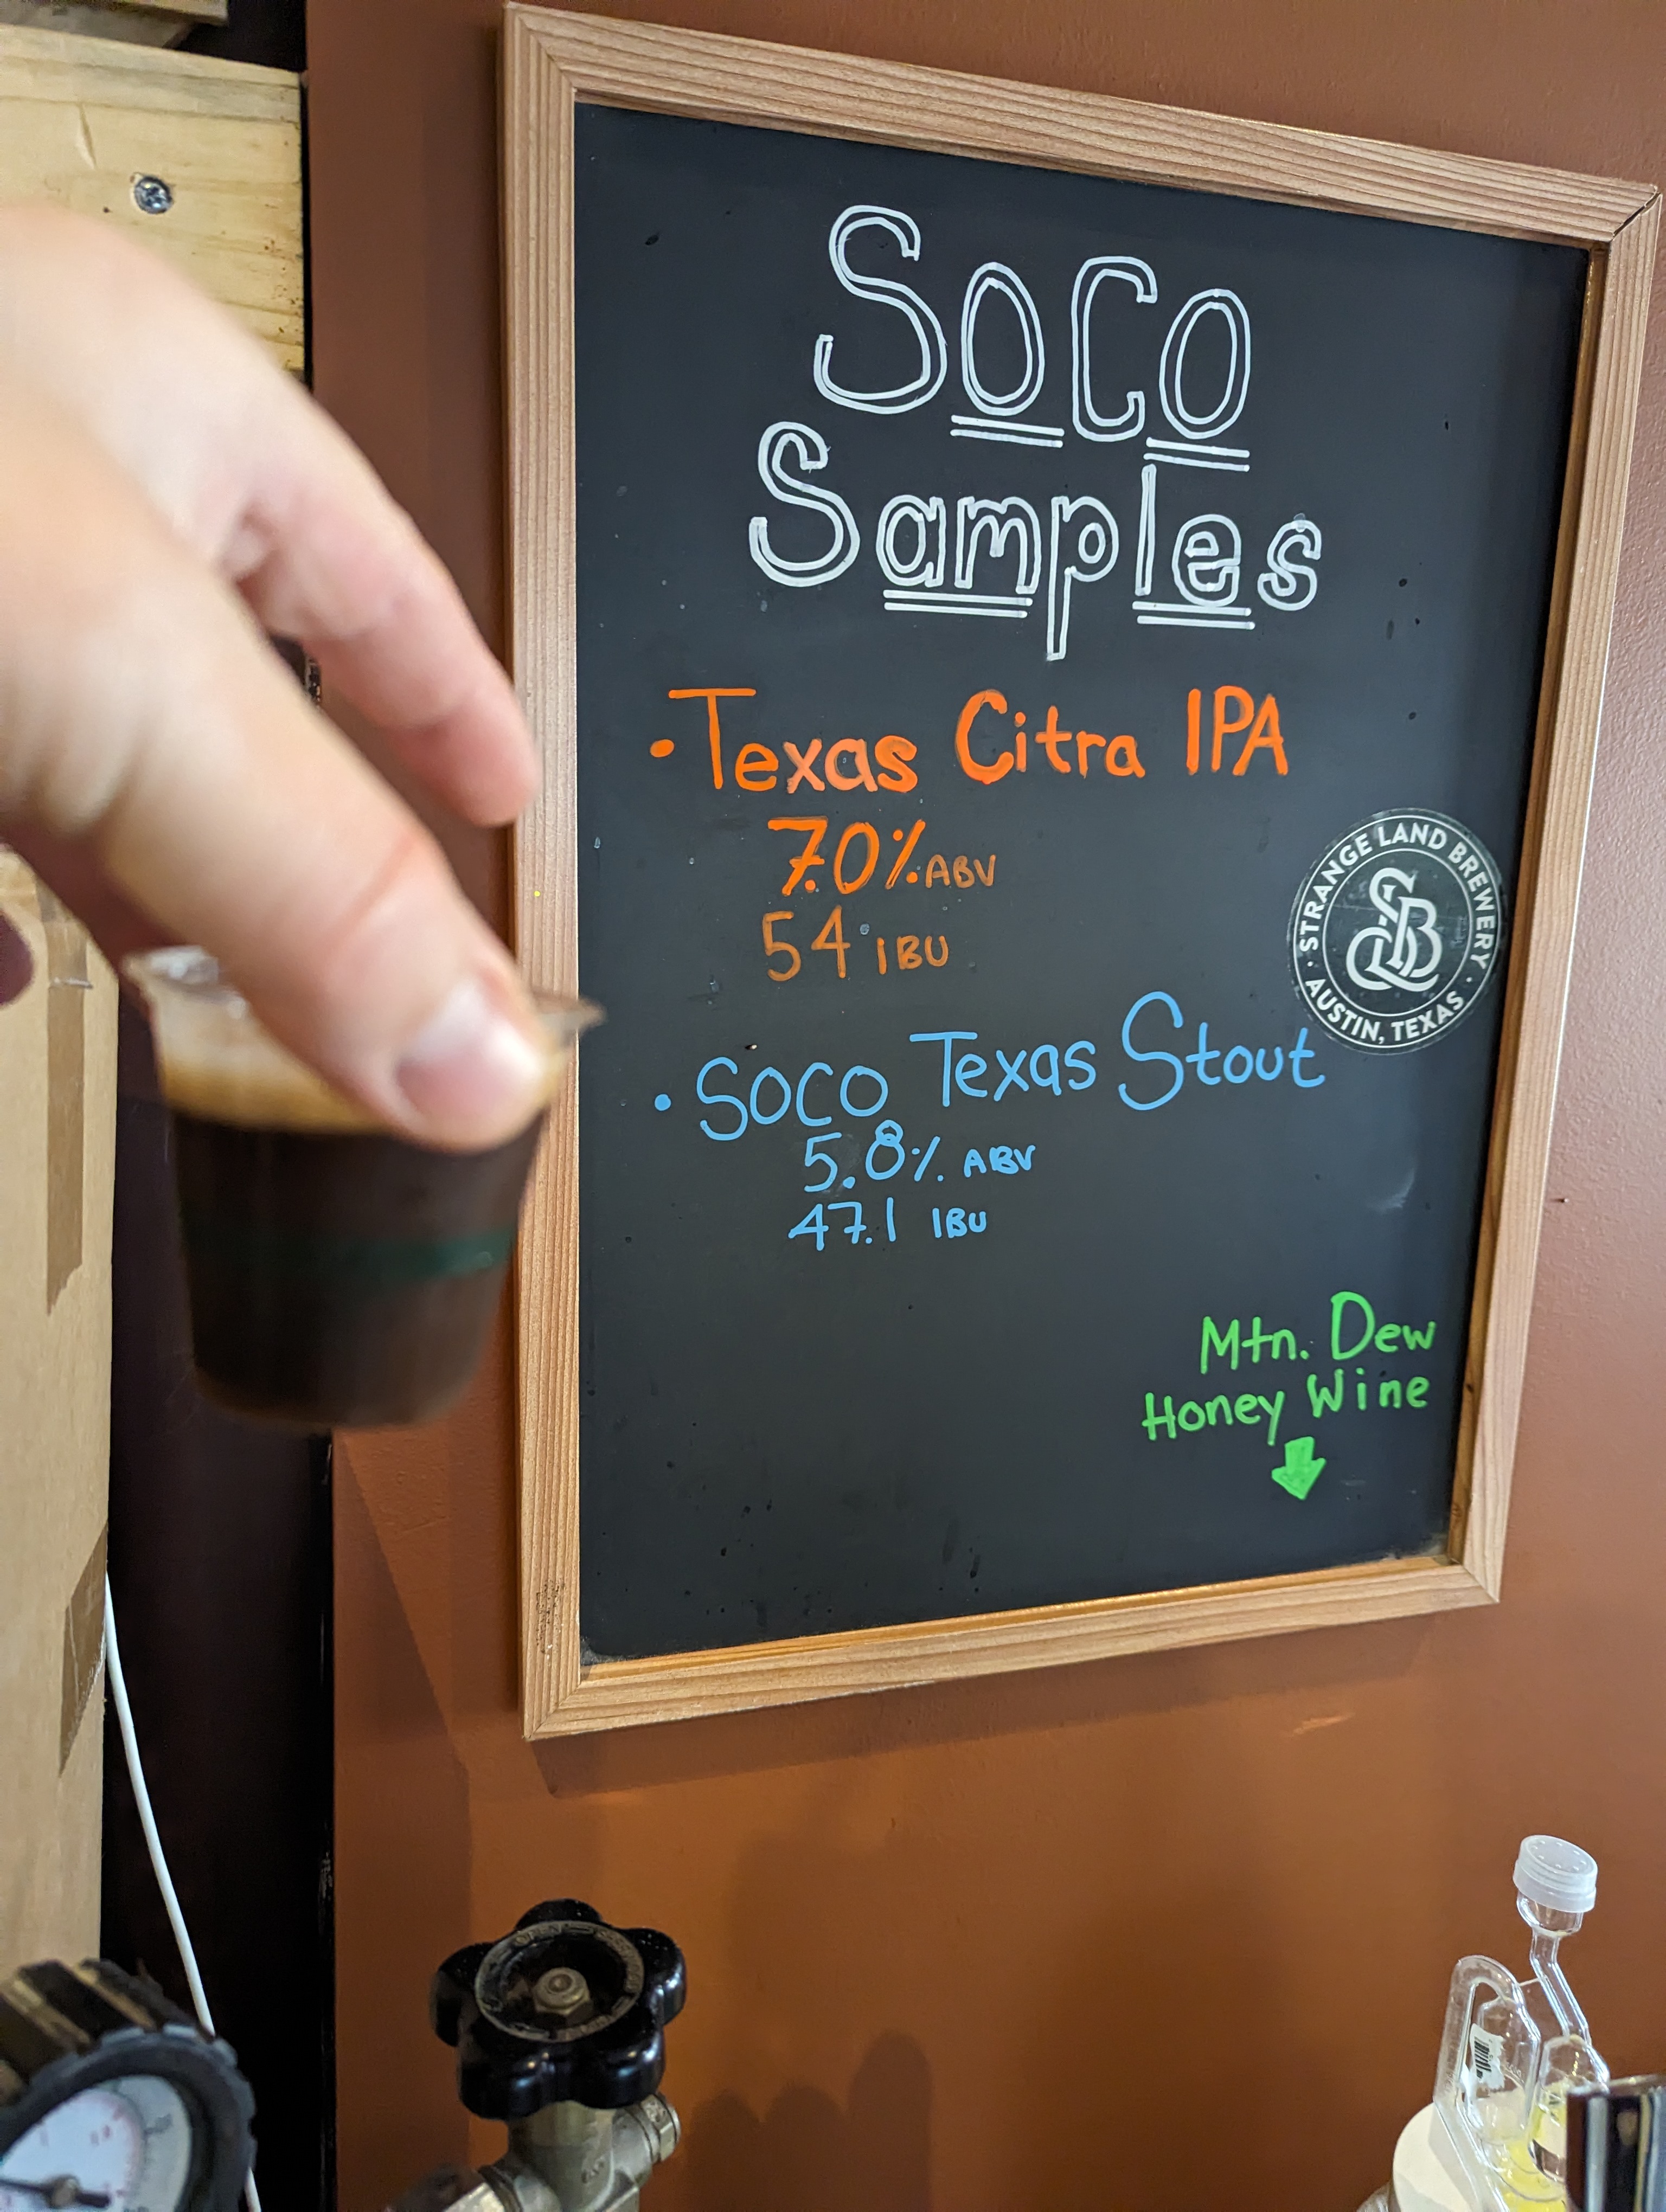 SoCo
Samples
• Texas Citra IPA
7.0% ABV
54 IBU
STRANGE LAND BREWERY
SLB
· AUSTIN, TEXAS ·
• SOCO Texas Stout
5.8% ABV
47.1 IBU
Mtn. Dew
Honey Wine